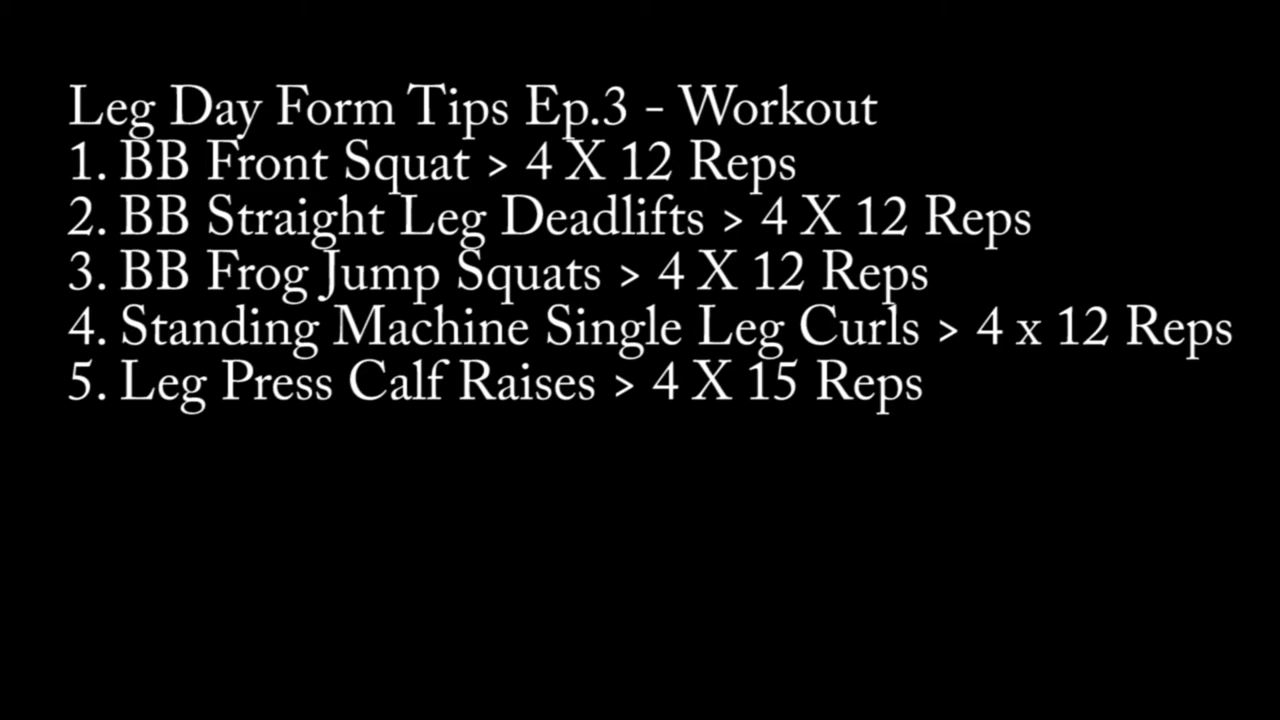 Leg Day Form Tips Ep.3 - Workout
1. BB Front Squat > 4 X 12 Reps
2. BB Straight Leg Deadlifts > 4 X 12 Reps
3. BB Frog Jump Squats > 4 X 12 Reps
4. Standing Machine Single Leg Curls > 4 x 12 Reps
5. Leg Press Calf Raises > 4 X 15 Reps